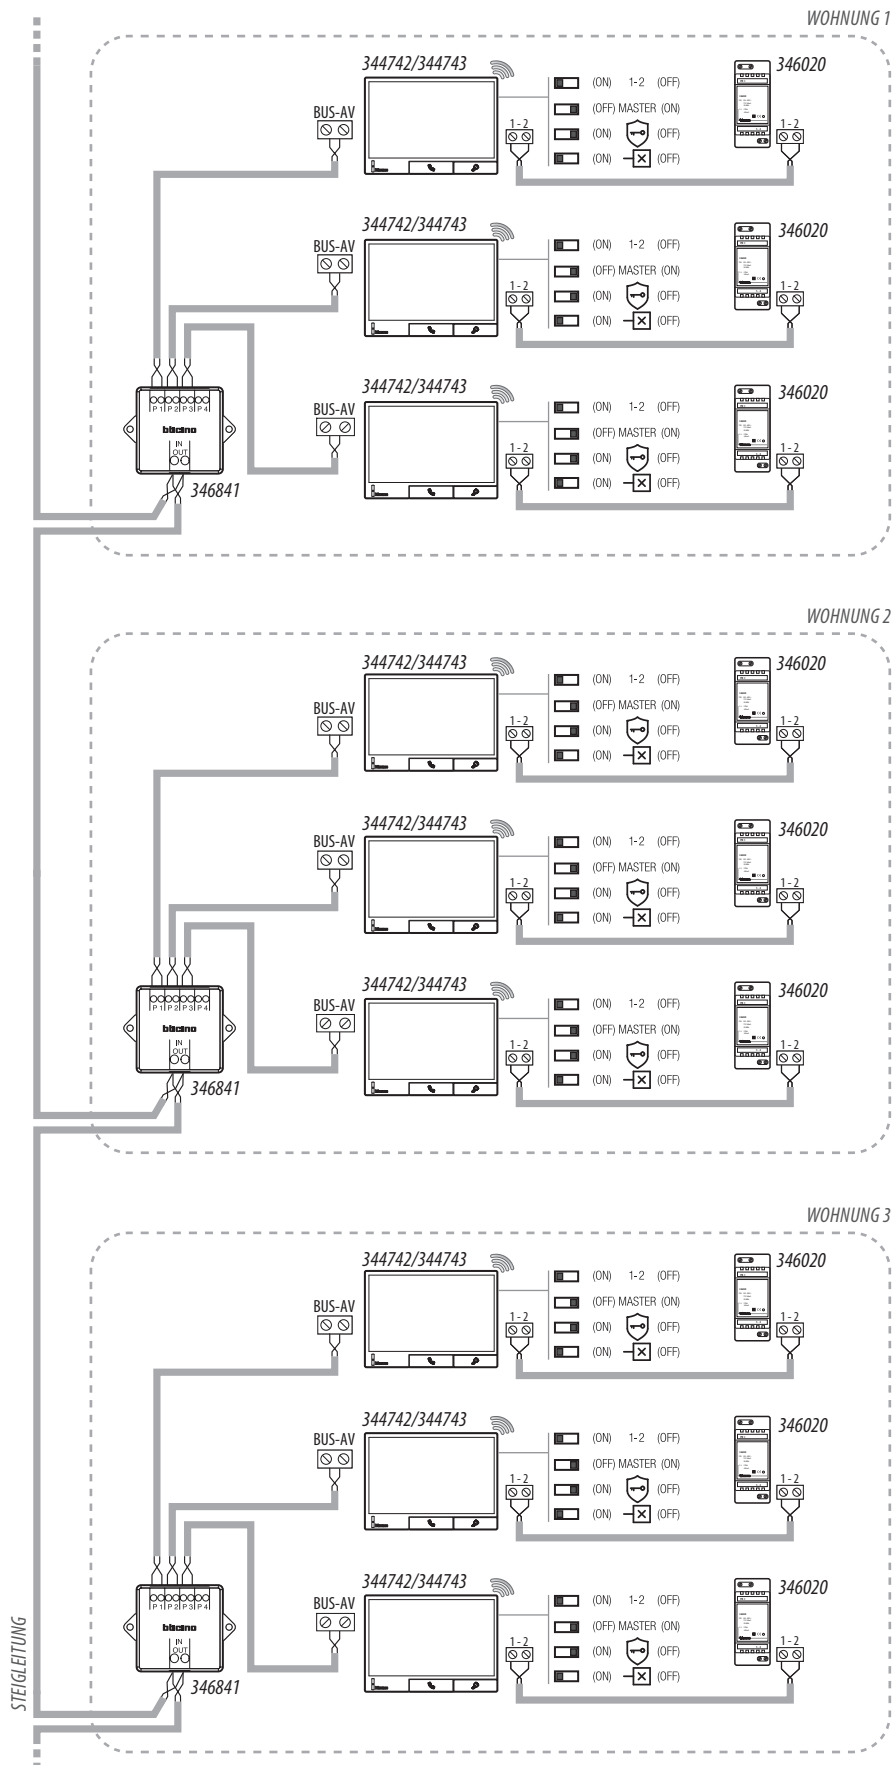 WOHNUNG 1
344742/344743
346020
BUS-AV
1 - 2
(ON) 1-2 (OFF)
(OFF) MASTER (ON)
(ON) (OFF)
(ON) (OFF)
1 - 2
344742/344743
346020
BUS-AV
1 - 2
(ON) 1-2 (OFF)
(OFF) MASTER (ON)
(ON) (OFF)
(ON) (OFF)
1 - 2
344742/344743
346020
BUS-AV
1 - 2
(ON) 1-2 (OFF)
(OFF) MASTER (ON)
(ON) (OFF)
(ON) (OFF)
1 - 2
P1 P2 P3 P4
bticino
IN
OUT
346841
WOHNUNG 2
344742/344743
346020
BUS-AV
1 - 2
(ON) 1-2 (OFF)
(OFF) MASTER (ON)
(ON) (OFF)
(ON) (OFF)
1 - 2
344742/344743
346020
BUS-AV
1 - 2
(ON) 1-2 (OFF)
(OFF) MASTER (ON)
(ON) (OFF)
(ON) (OFF)
1 - 2
344742/344743
346020
BUS-AV
1 - 2
(ON) 1-2 (OFF)
(OFF) MASTER (ON)
(ON) (OFF)
(ON) (OFF)
1 - 2
P1 P2 P3 P4
bticino
IN
OUT
346841
WOHNUNG 3
344742/344743
346020
BUS-AV
1 - 2
(ON) 1-2 (OFF)
(OFF) MASTER (ON)
(ON) (OFF)
(ON) (OFF)
1 - 2
344742/344743
346020
BUS-AV
1 - 2
(ON) 1-2 (OFF)
(OFF) MASTER (ON)
(ON) (OFF)
(ON) (OFF)
1 - 2
344742/344743
346020
BUS-AV
1 - 2
(ON) 1-2 (OFF)
(OFF) MASTER (ON)
(ON) (OFF)
(ON) (OFF)
1 - 2
P1 P2 P3 P4
bticino
IN
OUT
346841
STEIGLEITUNG